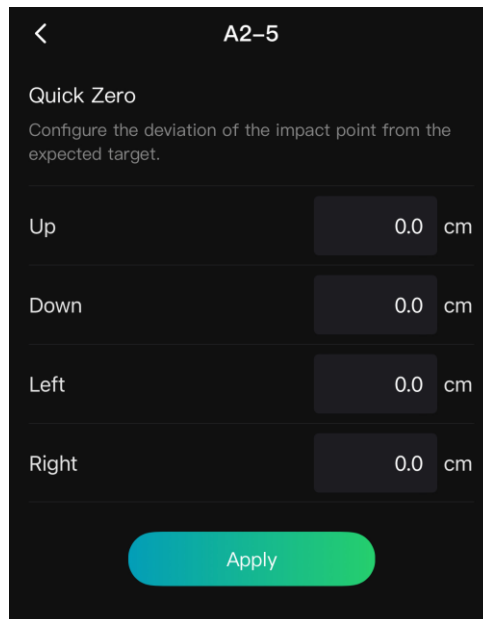 A2-5
Quick Zero
Configure the deviation of the impact point from the
expected target.
Up 0.0 cm
Down 0.0 cm
Left 0.0 cm
Right 0.0 cm
Apply